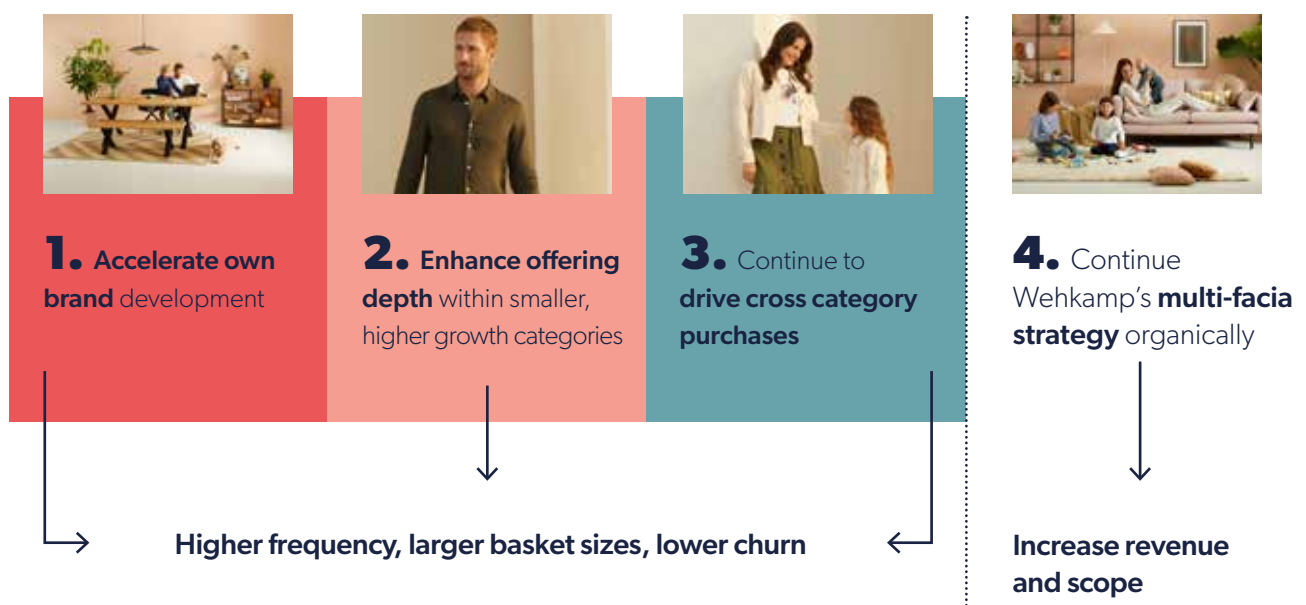 1. Accelerate own
brand development
2. Enhance offering
depth within smaller,
higher growth categories
3. Continue to
drive cross category
purchases
4. Continue
Wehkamp’s multi-facia
strategy organically
Higher frequency, larger basket sizes, lower churn
Increase revenue
and scope